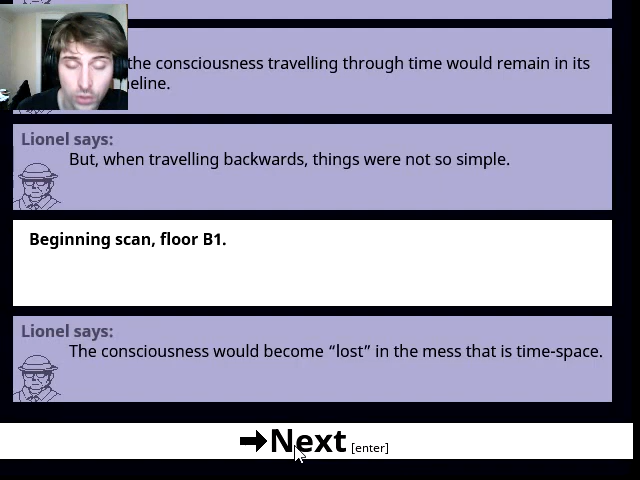 the consciousness travelling through time would remain in its
eline.
Lionel says:
But, when travelling backwards, things were not so simple.
Beginning scan, floor B1.
Lionel says:
The consciousness would become “lost” in the mess that is time-space.
Next [enter]